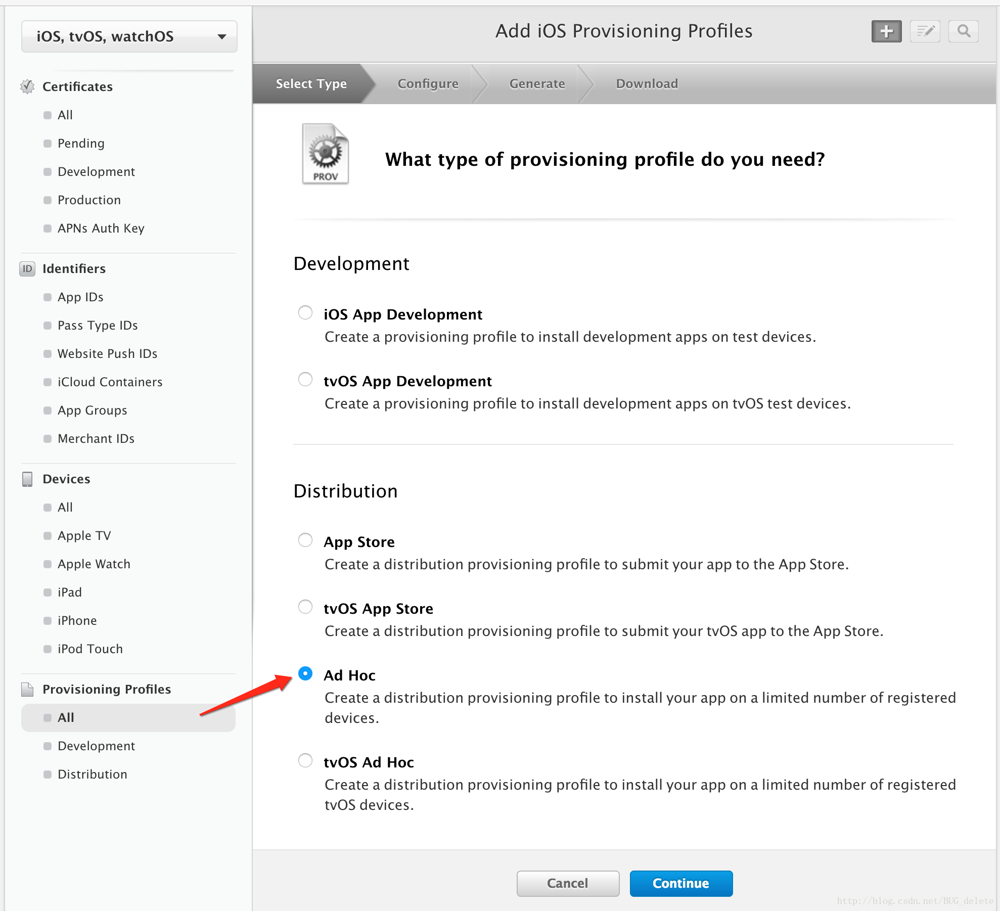 iOS, tvOS, watchOS
Certificates
All
Pending
Development
Production
APNs Auth Key
ID
Identifiers
App IDs
Pass Type IDs
Website Push IDs
iCloud Containers
App Groups
Merchant IDs
Devices
All
Apple TV
Apple Watch
iPad
iPhone
iPod Touch
Provisioning Profiles
All
Development
Distribution
Add iOS Provisioning Profiles
Select Type
Configure
Generate
Download
PROV
What type of provisioning profile do you need?
Development
iOS App Development
Create a provisioning profile to install development apps on test devices.
tvOS App Development
Create a provisioning profile to install development apps on tvOS test devices.
Distribution
App Store
Create a distribution provisioning profile to submit your app to the App Store.
tvOS App Store
Create a distribution provisioning profile to submit your tvOS app to the App Store.
Ad Hoc
Create a distribution provisioning profile to install your app on a limited number of registered
devices.
tvOS Ad Hoc
Create a distribution provisioning profile to install your app on a limited number of registered
tvOS devices.
Cancel
Continue
http://blog.csdn.net/BUG_delete